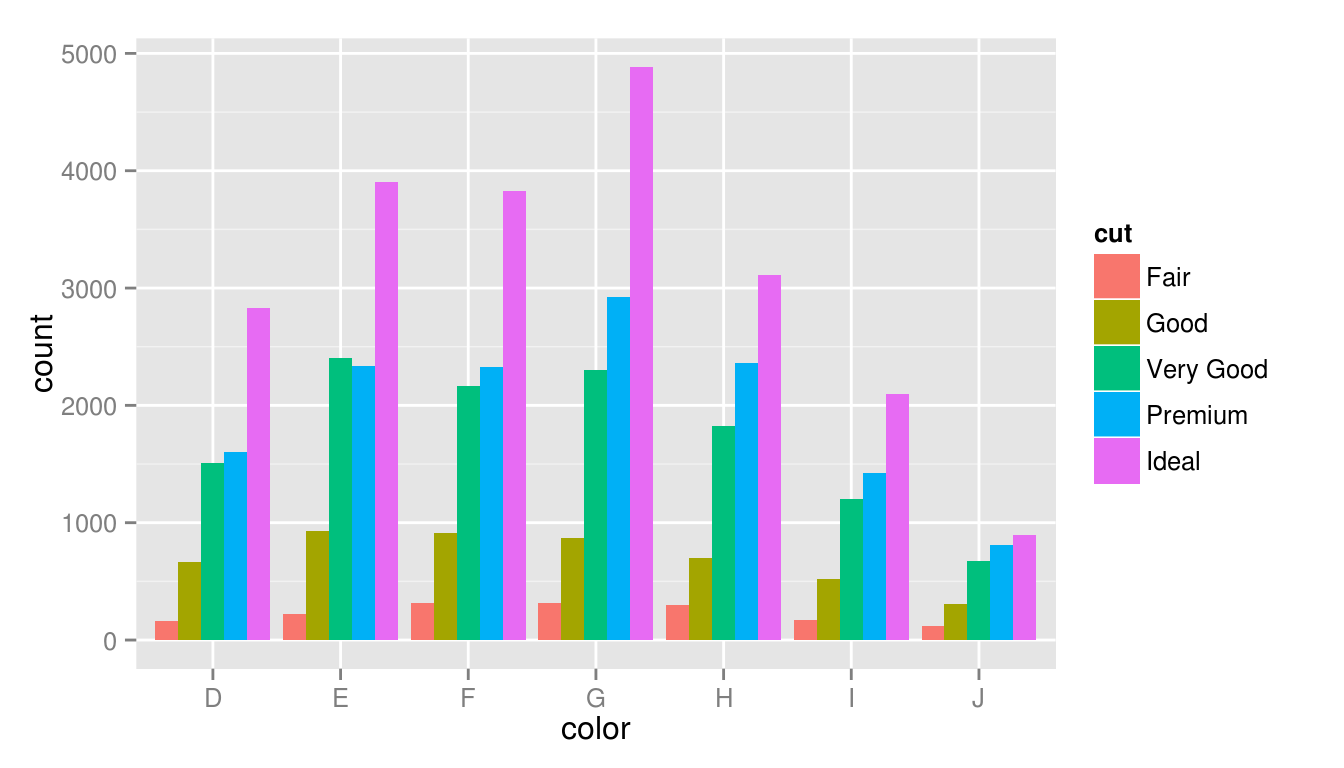 5000
4000
3000
2000
1000
0
count
D E F G H I J
color
cut
Fair
Good
Very Good
Premium
Ideal